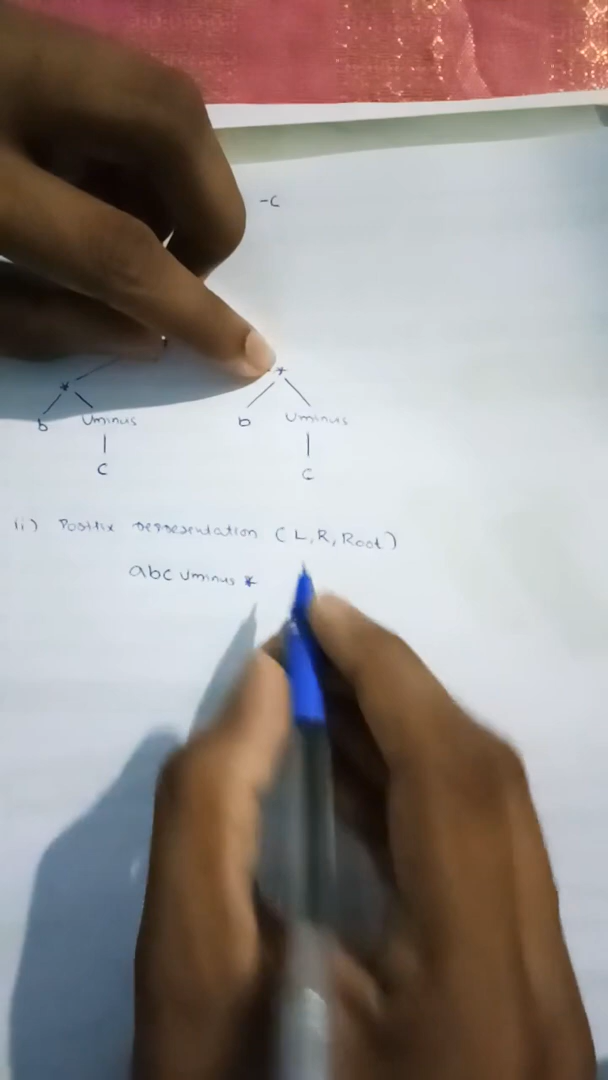 -c
+
* *
b uminus b uminus
c c
ii) Postfix representation (L,R,Root)
abc uminus *